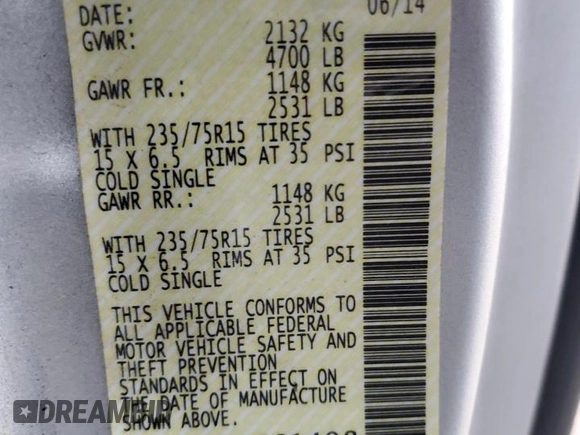 DATE: 06/14
GVWR: 2132 KG
4700 LB
GAWR FR.: 1148 KG
2531 LB
WITH 235/75R15 TIRES
15 X 6.5 RIMS AT 35 PSI
COLD SINGLE
GAWR RR.: 1148 KG
2531 LB
WITH 235/75R15 TIRES
15 X 6.5 RIMS AT 35 PSI
COLD SINGLE
THIS VEHICLE CONFORMS TO
ALL APPLICABLE FEDERAL
MOTOR VEHICLE SAFETY AND
THEFT PREVENTION
STANDARDS IN EFFECT ON
THE DATE OF MANUFACTURE
SHOWN ABOVE.